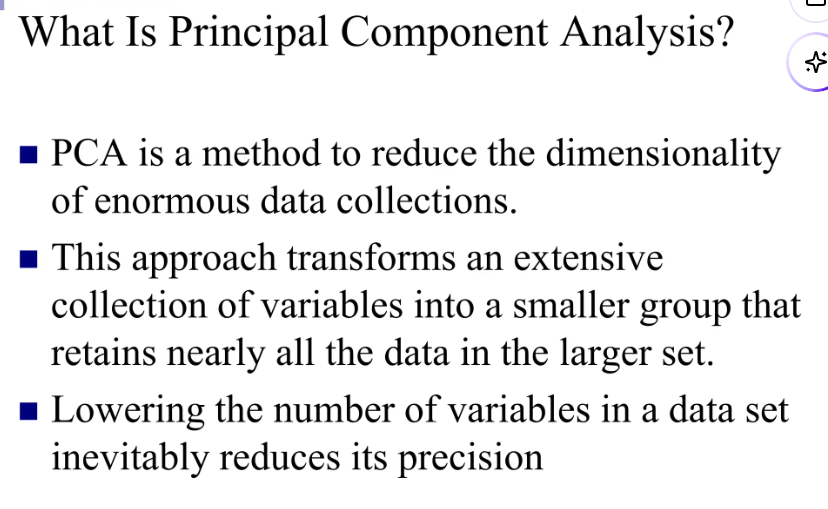 What Is Principal Component Analysis?
■ PCA is a method to reduce the dimensionality
of enormous data collections.
■ This approach transforms an extensive
collection of variables into a smaller group that
retains nearly all the data in the larger set.
■ Lowering the number of variables in a data set
inevitably reduces its precision